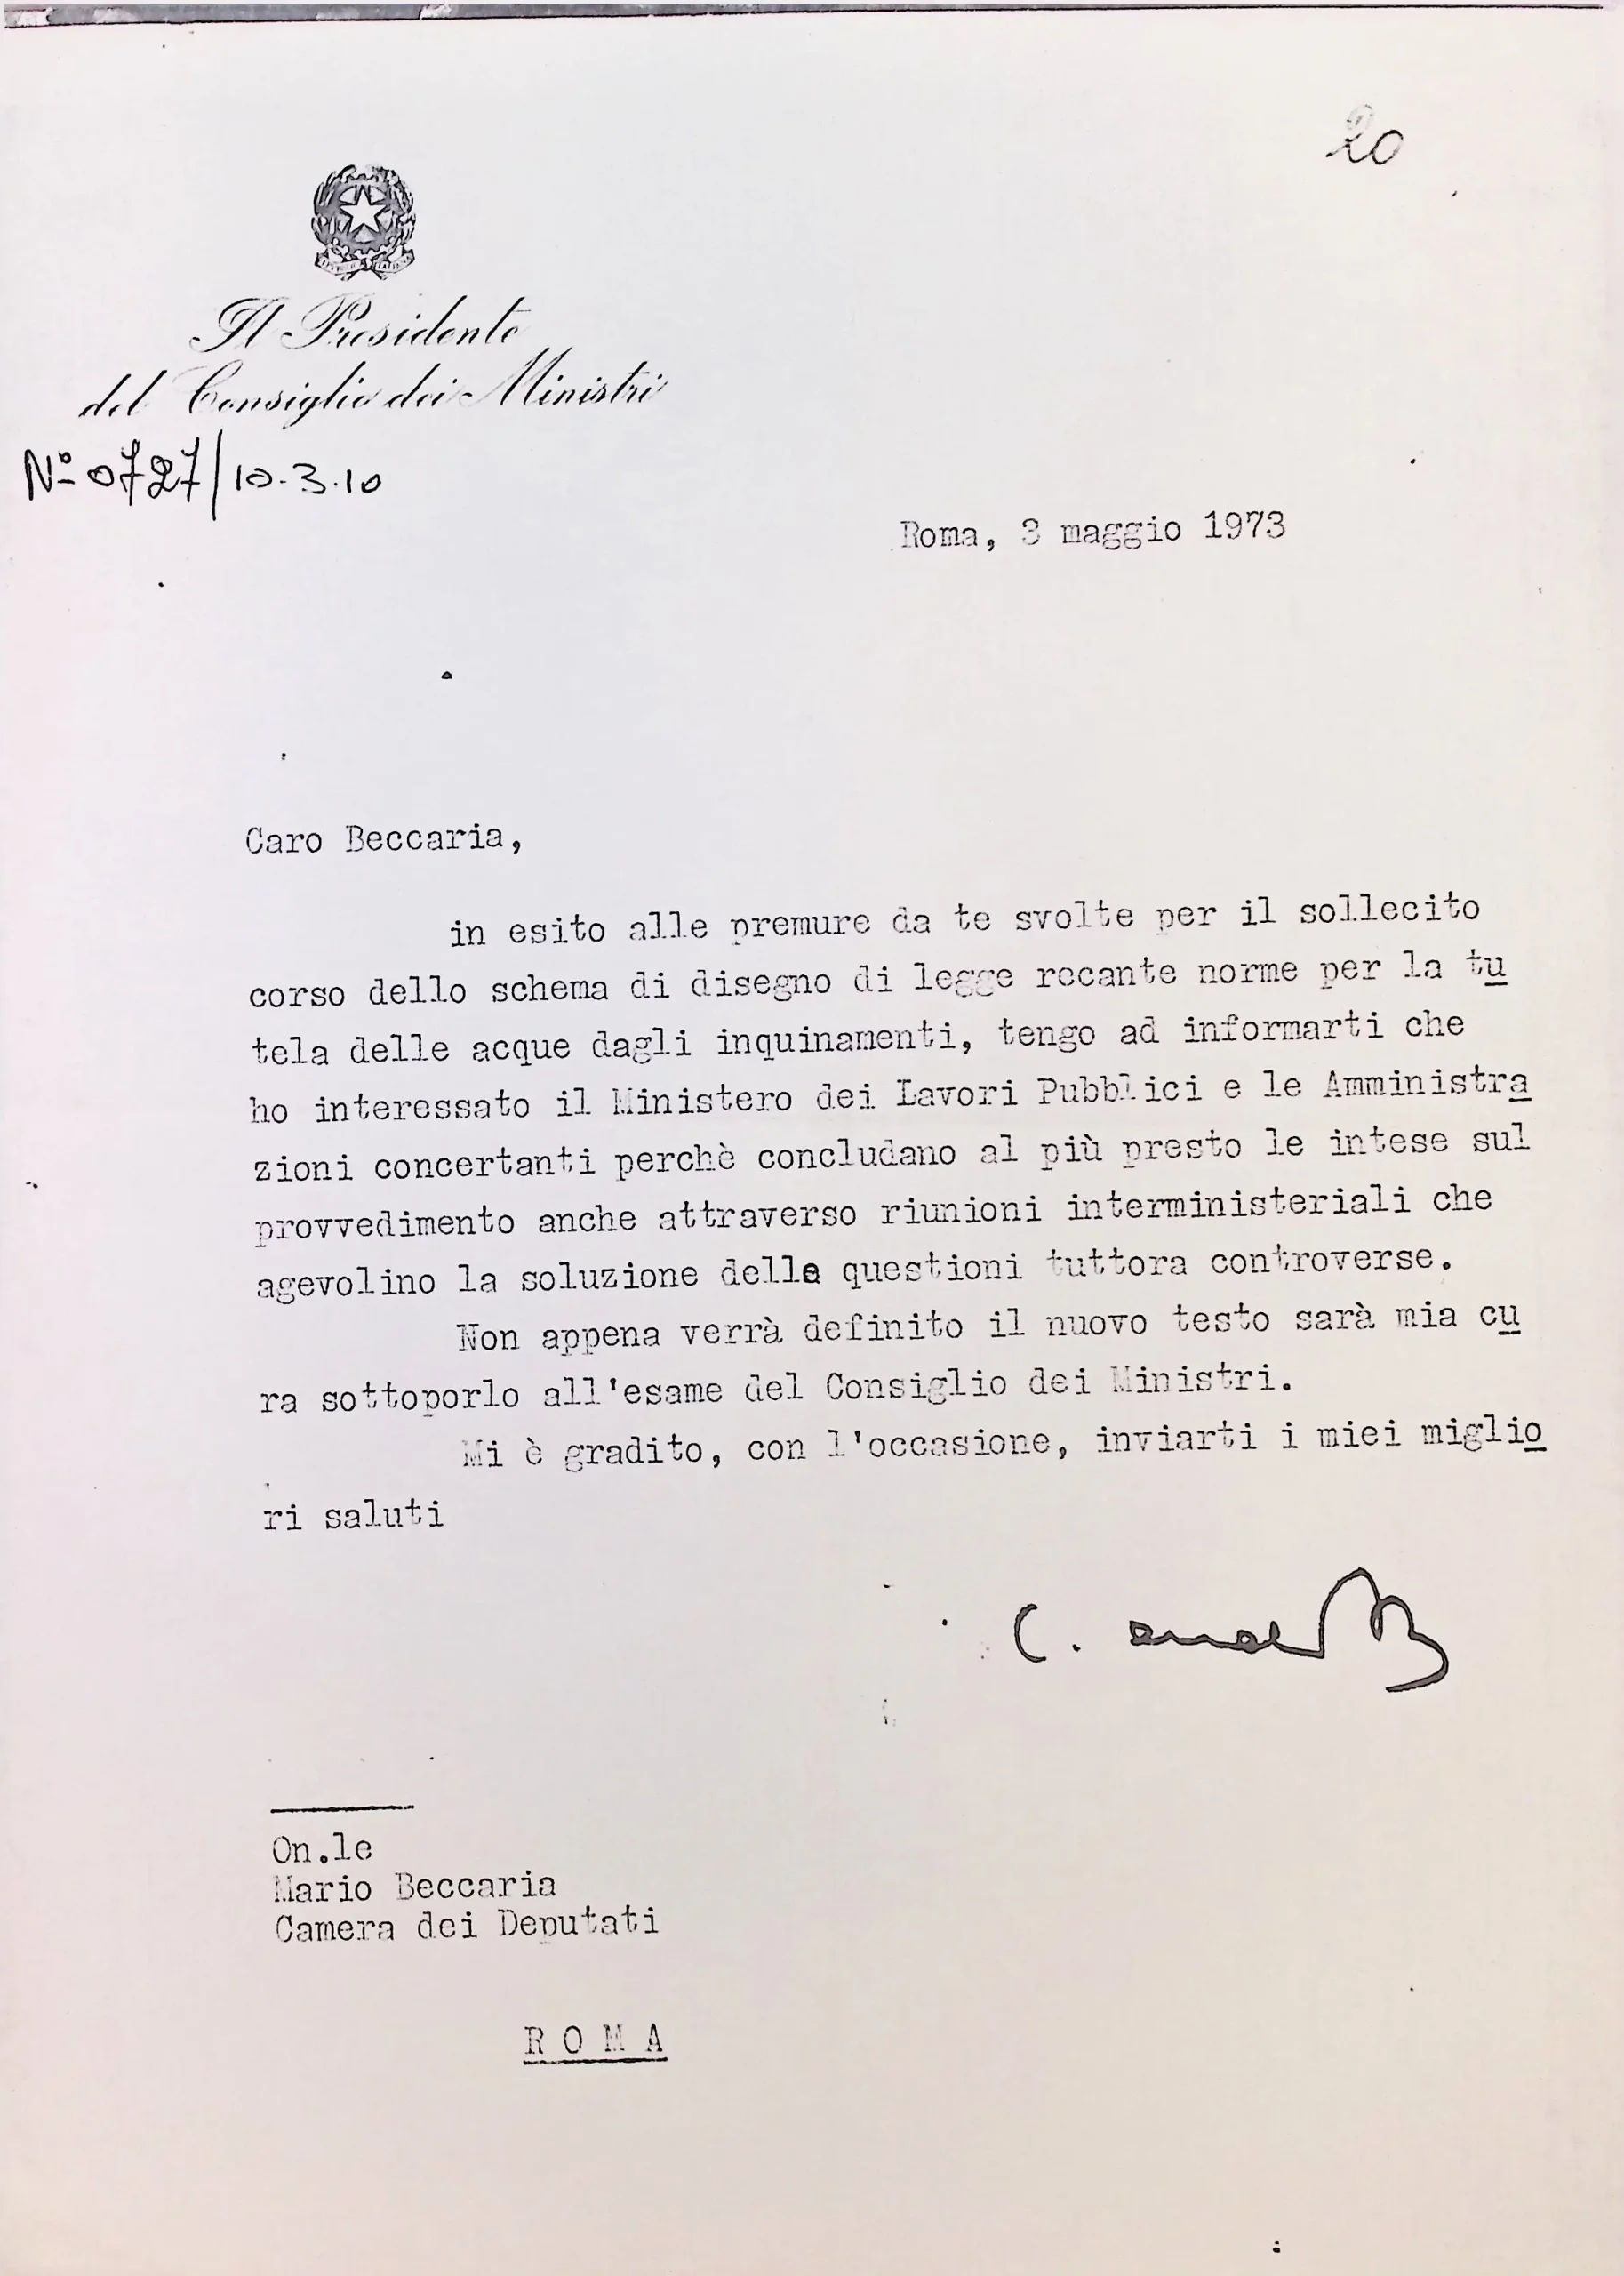 20
Il Presidente
del Consiglio dei Ministri
N° 0727/10.3.10
Roma, 3 maggio 1973
Caro Beccaria,
in esito alle premure da te svolte per il sollecito
corso dello schema di disegno di legge recante norme per la tu
tela delle acque dagli inquinamenti, tengo ad informarti che
ho interessato il Ministero dei Lavori Pubblici e le Amministra
zioni concertanti perchè concludano al più presto le intese sul
provvedimento anche attraverso riunioni interministeriali che
agevolino la soluzione delle questioni tuttora controverse.
Non appena verrà definito il nuovo testo sarà mia cu
ra sottoporlo all'esame del Consiglio dei Ministri.
Mi è gradito, con l'occasione, inviarti i miei miglio
ri saluti
On.le
Mario Beccaria
Camera dei Deputati
R O M A